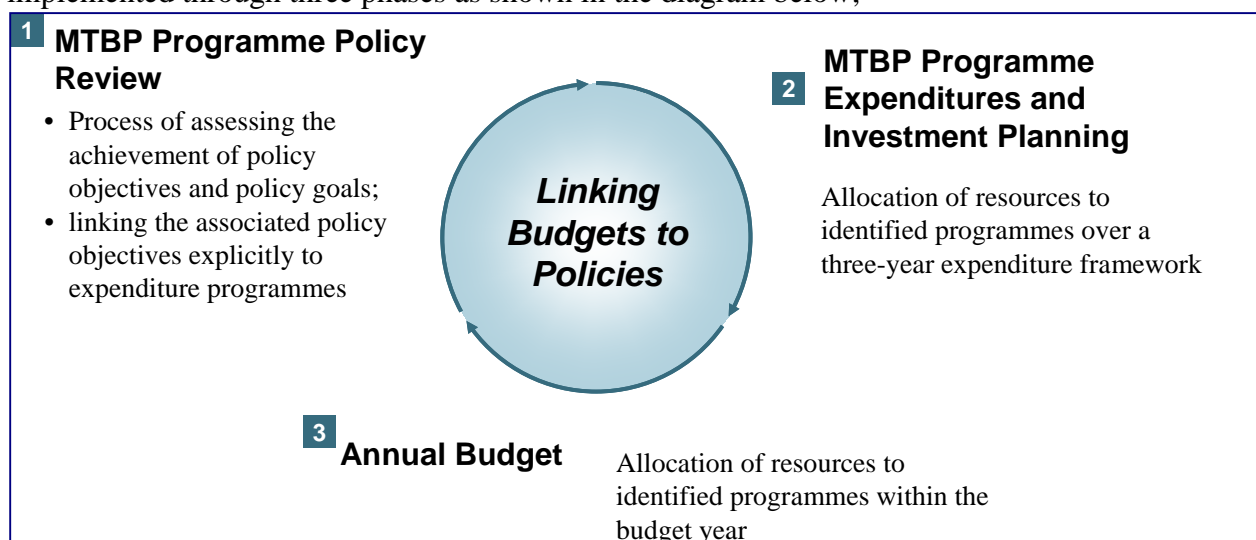 implemented through three phases as shown in the diagram below;
1
MTBP Programme Policy
Review
• Process of assessing the
achievement of policy
objectives and policy goals;
• linking the associated policy
objectives explicitly to
expenditure programmes
Linking
Budgets to
Policies
2
MTBP Programme
Expenditures and
Investment Planning
Allocation of resources to
identified programmes over a
three-year expenditure framework
3
Annual Budget
Allocation of resources to
identified programmes within the
budget year